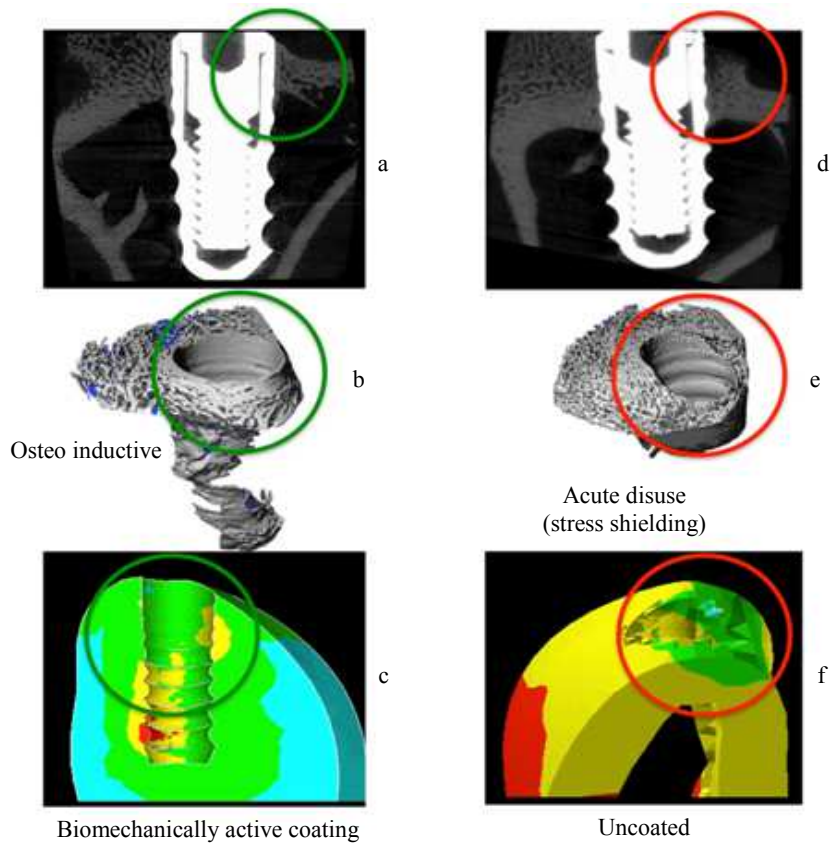 a
d
b
e
Osteo inductive
Acute disuse
(stress shielding)
c
f
Biomechanically active coating
Uncoated